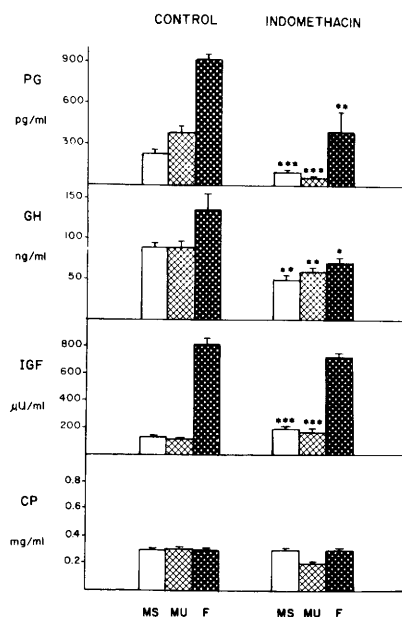 CONTROL INDOMETHACIN
PG
pg/ml
900
600
300
*** *** **
GH
ng/ml
150
100
50
** ** *
IGF
µU/ml
800
600
400
200
*** ***
CP
mg/ml
0.8
0.6
0.4
0.2
MS MU F MS MU F